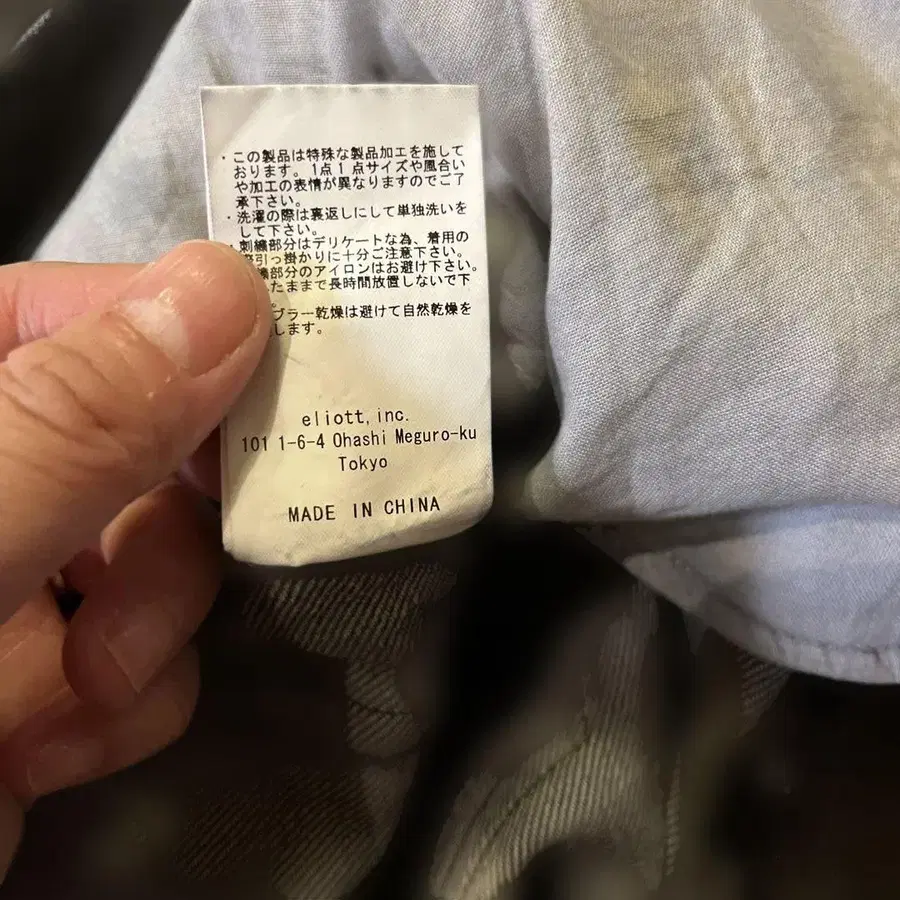 ・この製品は特殊な製品加工を施して
おります。1点1点サイズや風合い
や加工の表情が異なりますのでご了
承下さい。
・洗濯の際は裏返しにして単独洗いを
して下さい。
・刺繍部分はデリケートな為、着用の
際引っ掛かりに十分ご注意下さい。
繍部分のアイロンはお避け下さい。
たままで長時間放置しないで下
ブラー乾燥は避けて自然乾燥を
します。
eliott, inc.
101 1-6-4 Ohashi Meguro-ku
Tokyo
MADE IN CHINA